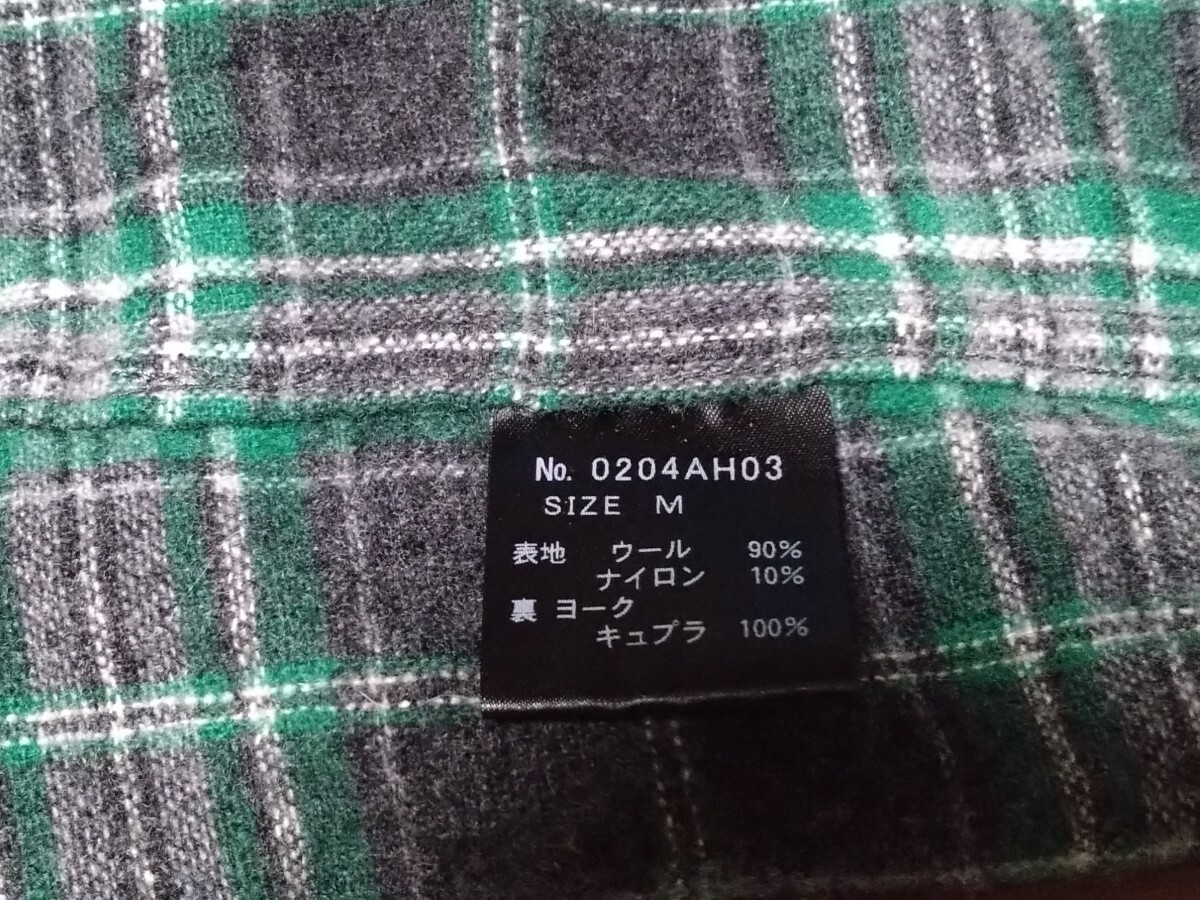 No. 0204AH03
SIZE M
表地 ウール 90%
ナイロン 10%
裏 ヨーク
キュプラ 100%